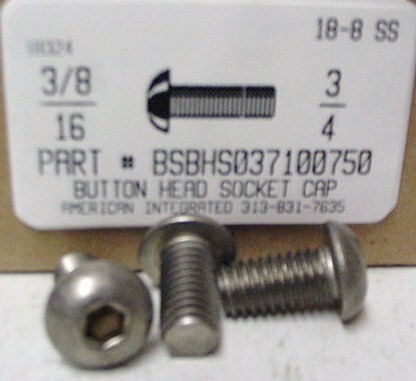 18-8 SS
3/8
16
3
4
PART # BSBHS037100750
BUTTON HEAD SOCKET CAP
AMERICAN INTEGRATED 313-831-7635